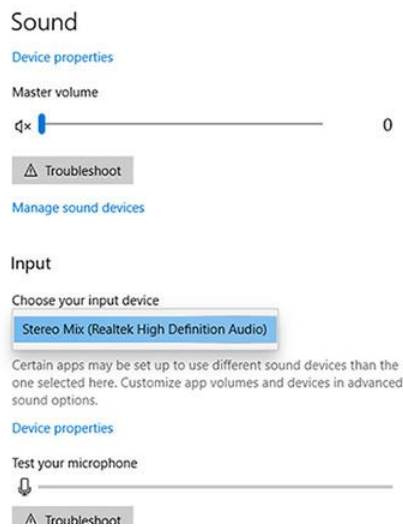 Sound
Device properties
Master volume
0
Troubleshoot
Manage sound devices
Input
Choose your input device
Stereo Mix (Realtek High Definition Audio)
Certain apps may be set up to use different sound devices than the
one selected here. Customize app volumes and devices in advanced
sound options.
Device properties
Test your microphone
Troubleshoot